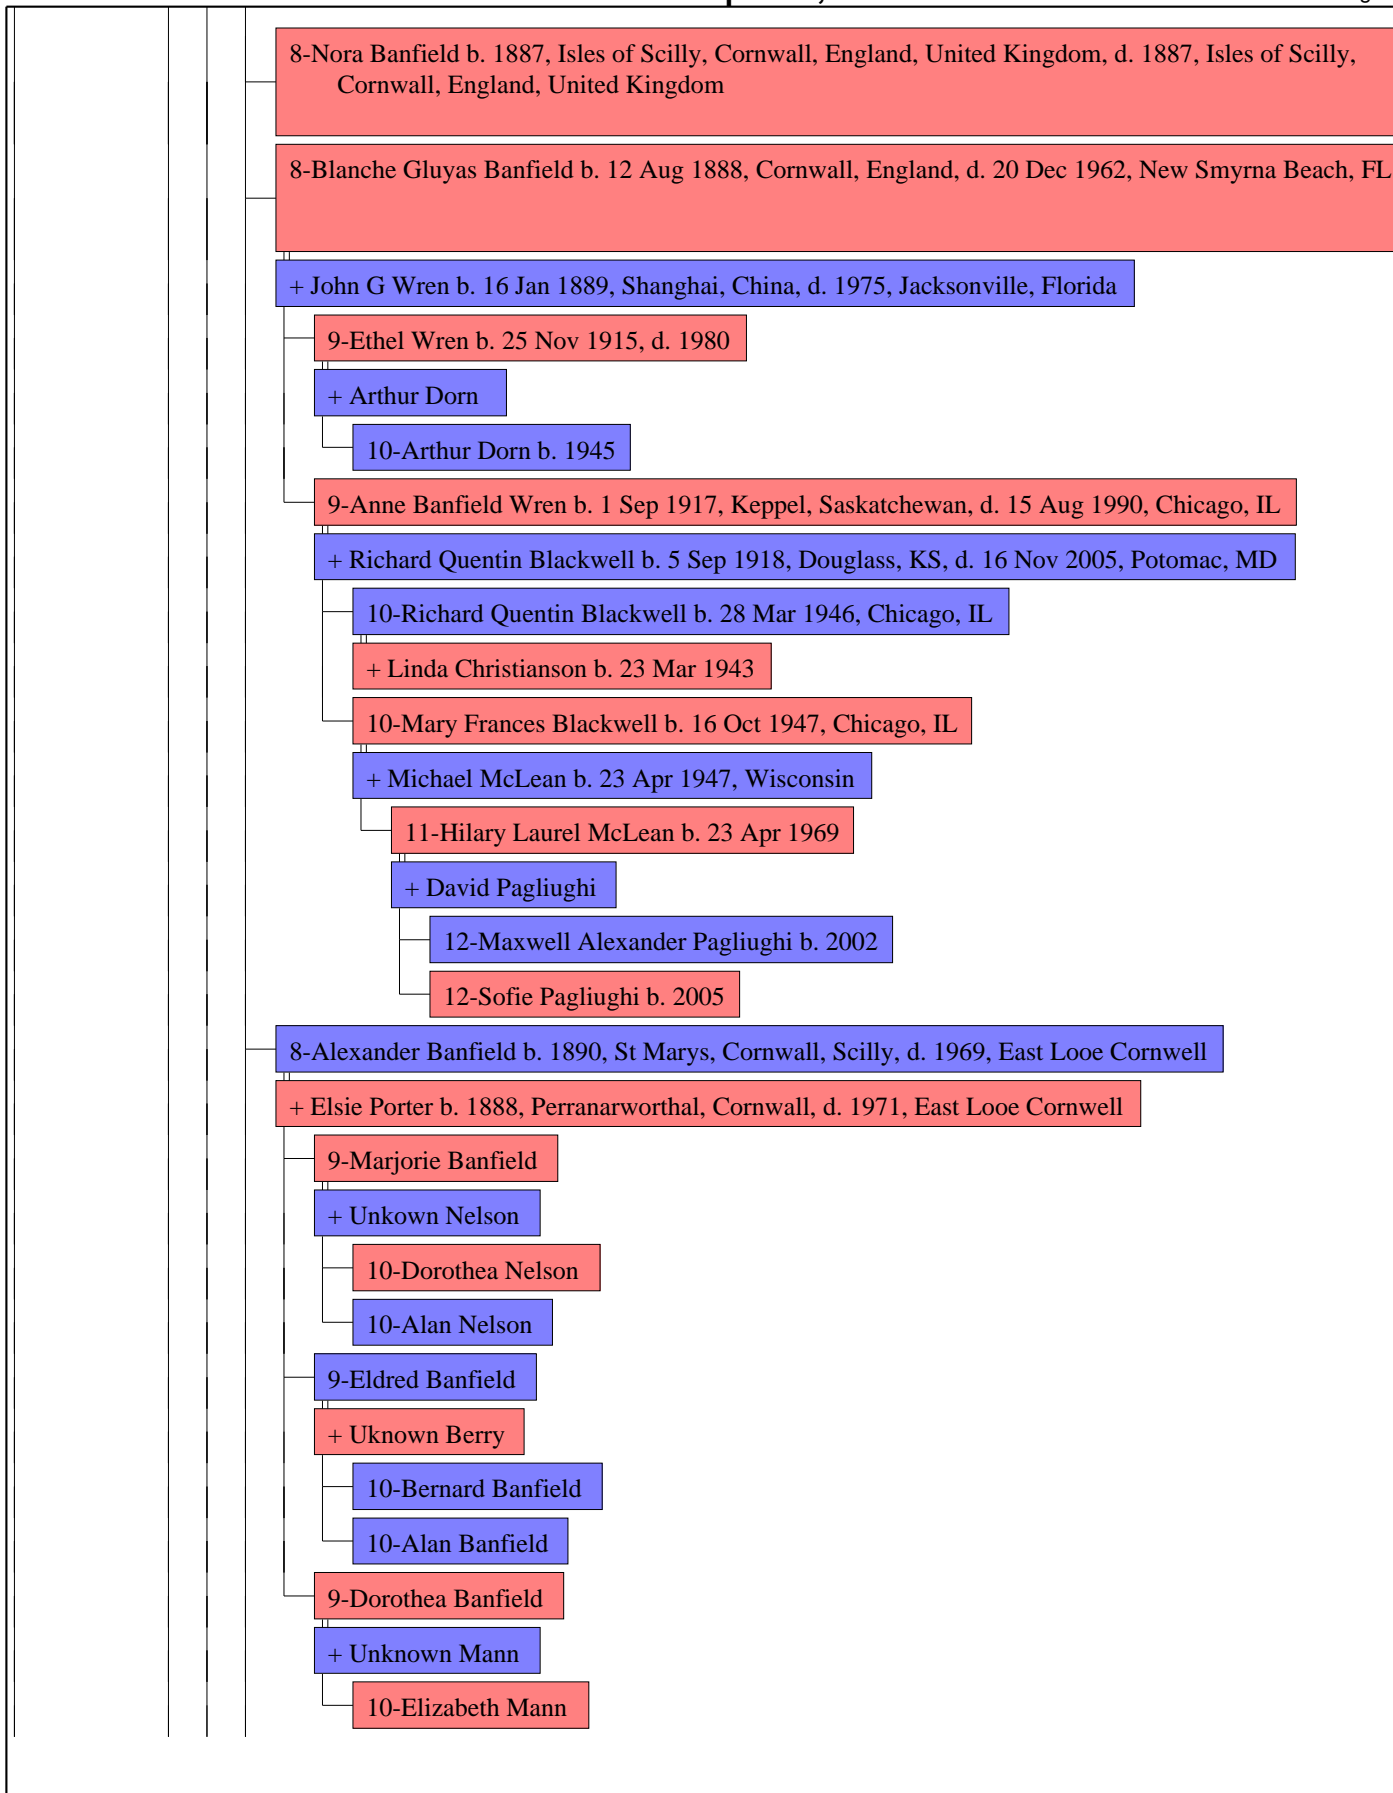 8-Nora Banfield b. 1887, Isles of Scilly, Cornwall, England, United Kingdom, d. 1887, Isles of Scilly,
Cornwall, England, United Kingdom
8-Blanche Gluyas Banfield b. 12 Aug 1888, Cornwall, England, d. 20 Dec 1962, New Smyrna Beach, FL
+ John G Wren b. 16 Jan 1889, Shanghai, China, d. 1975, Jacksonville, Florida
9-Ethel Wren b. 25 Nov 1915, d. 1980
+ Arthur Dorn
10-Arthur Dorn b. 1945
9-Anne Banfield Wren b. 1 Sep 1917, Keppel, Saskatchewan, d. 15 Aug 1990, Chicago, IL
+ Richard Quentin Blackwell b. 5 Sep 1918, Douglass, KS, d. 16 Nov 2005, Potomac, MD
10-Richard Quentin Blackwell b. 28 Mar 1946, Chicago, IL
+ Linda Christianson b. 23 Mar 1943
10-Mary Frances Blackwell b. 16 Oct 1947, Chicago, IL
+ Michael McLean b. 23 Apr 1947, Wisconsin
11-Hilary Laurel McLean b. 23 Apr 1969
+ David Pagliughi
12-Maxwell Alexander Pagliughi b. 2002
12-Sofie Pagliughi b. 2005
8-Alexander Banfield b. 1890, St Marys, Cornwall, Scilly, d. 1969, East Looe Cornwell
+ Elsie Porter b. 1888, Perranarworthal, Cornwall, d. 1971, East Looe Cornwell
9-Marjorie Banfield
+ Unkown Nelson
10-Dorothea Nelson
10-Alan Nelson
9-Eldred Banfield
+ Uknown Berry
10-Bernard Banfield
10-Alan Banfield
9-Dorothea Banfield
+ Unknown Mann
10-Elizabeth Mann